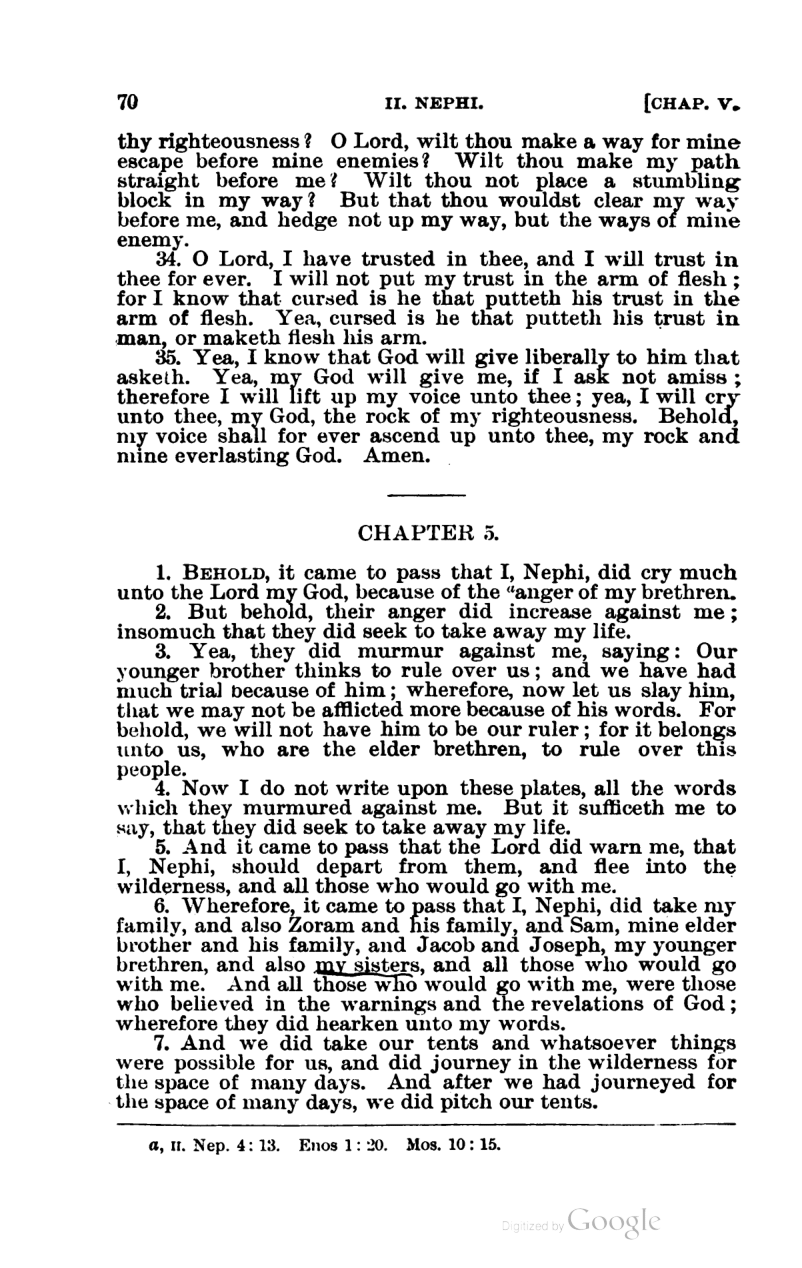 70 II. NEPHI. [CHAP. V.
thy righteousness? O Lord, wilt thou make a way for mine
escape before mine enemies? Wilt thou make my path
straight before me? Wilt thou not place a stumbling
block in my way? But that thou wouldst clear my way
before me, and hedge not up my way, but the ways of mine
enemy.
34. O Lord, I have trusted in thee, and I will trust in
thee for ever. I will not put my trust in the arm of flesh;
for I know that cursed is he that putteth his trust in the
arm of flesh. Yea, cursed is he that putteth his trust in
man, or maketh flesh his arm.
35. Yea, I know that God will give liberally to him that
asketh. Yea, my God will give me, if I ask not amiss;
therefore I will lift up my voice unto thee; yea, I will cry
unto thee, my God, the rock of my righteousness. Behold,
my voice shall for ever ascend up unto thee, my rock and
mine everlasting God. Amen.
CHAPTER 5.
1. BEHOLD, it came to pass that I, Nephi, did cry much
unto the Lord my God, because of the "anger of my brethren.
2. But behold, their anger did increase against me;
insomuch that they did seek to take away my life.
3. Yea, they did murmur against me, saying: Our
younger brother thinks to rule over us; and we have had
much trial because of him; wherefore, now let us slay him,
that we may not be afflicted more because of his words. For
behold, we will not have him to be our ruler; for it belongs
unto us, who are the elder brethren, to rule over this
people.
4. Now I do not write upon these plates, all the words
which they murmured against me. But it sufficeth me to
say, that they did seek to take away my life.
5. And it came to pass that the Lord did warn me, that
I, Nephi, should depart from them, and flee into the
wilderness, and all those who would go with me.
6. Wherefore, it came to pass that I, Nephi, did take my
family, and also Zoram and his family, and Sam, mine elder
brother and his family, and Jacob and Joseph, my younger
brethren, and also my sisters, and all those who would go
with me. And all those who would go with me, were those
who believed in the warnings and the revelations of God;
wherefore they did hearken unto my words.
7. And we did take our tents and whatsoever things
were possible for us, and did journey in the wilderness for
the space of many days. And after we had journeyed for
the space of many days, we did pitch our tents.
a, II. Nep. 4: 13. Enos 1: 20. Mos. 10: 15.
Digitized by Google